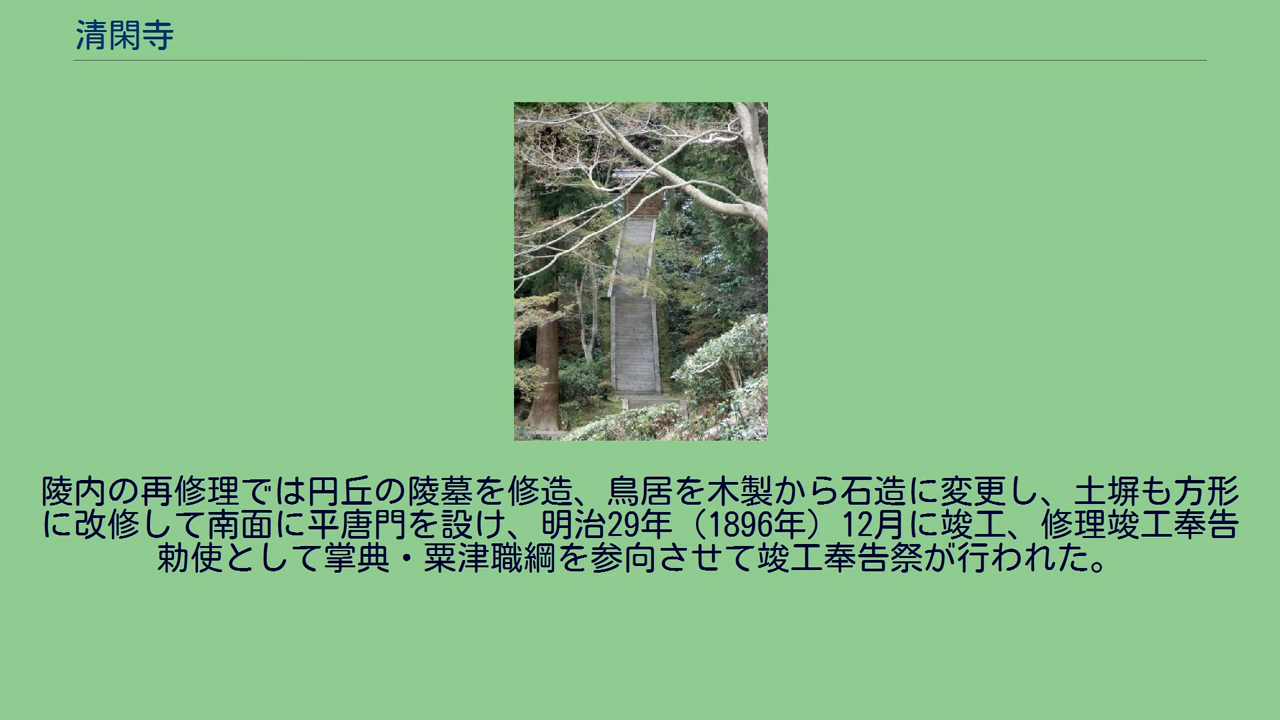 清閑寺
陵内の再修理では円丘の陵墓を修造、鳥居を木製から石造に変更し、土塀も方形
に改修して南面に平唐門を設け、明治29年（1896年）12月に竣工、修理竣工奉告
勅使として掌典・粟津職綱を参向させて竣工奉告祭が行われた。